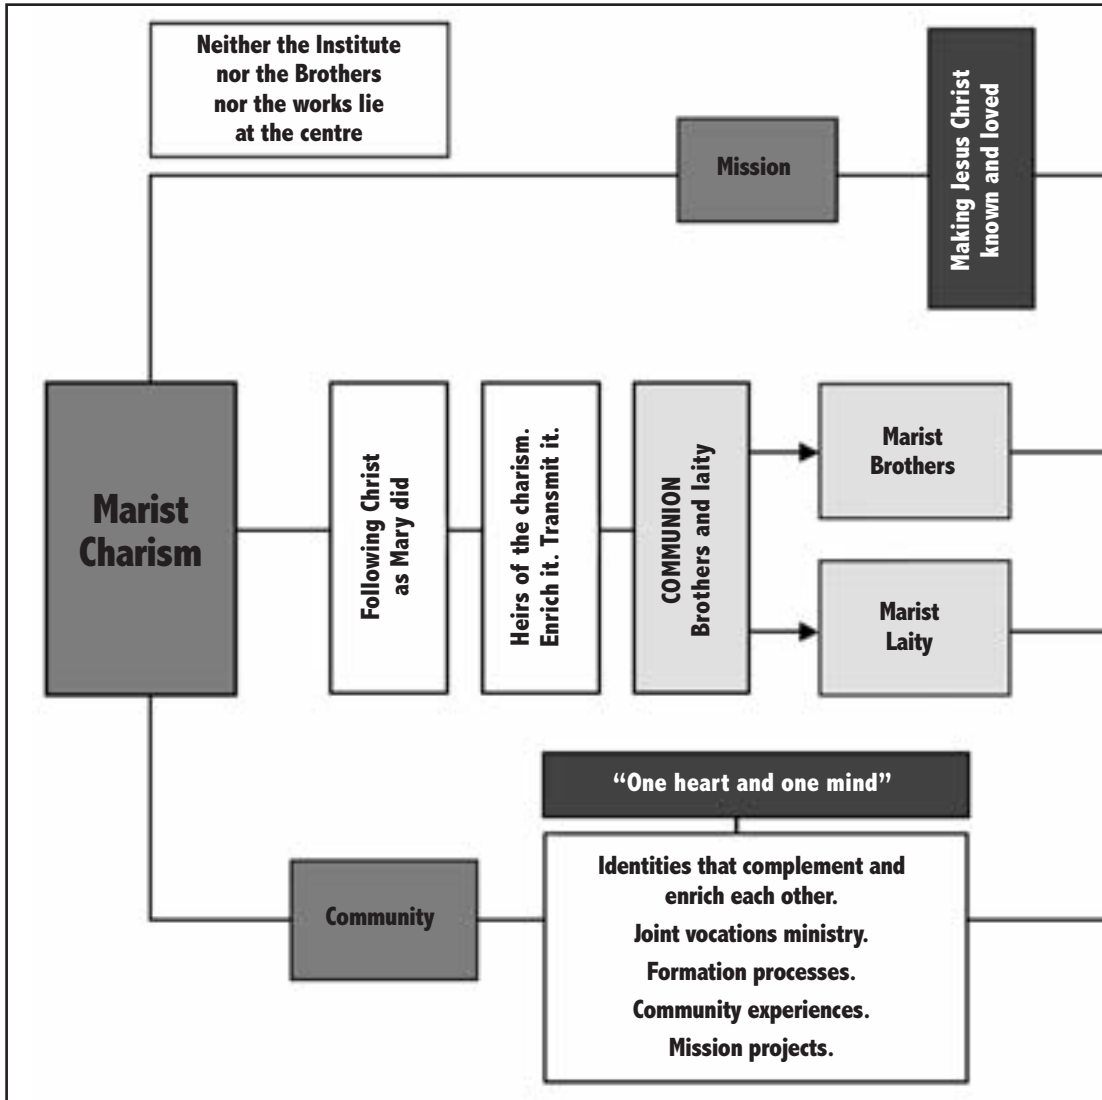 Neither the Institute
nor the Brothers
nor the works lie
at the centre
Mission
Making Jesus Christ
known and loved
Marist
Charism
Following Christ
as Mary did
Heirs of the charism.
Enrich it. Transmit it.
COMMUNION
Brothers and laity
Marist
Brothers
Marist
Laity
“One heart and one mind”
Community
Identities that complement and
enrich each other.
Joint vocations ministry.
Formation processes.
Community experiences.
Mission projects.